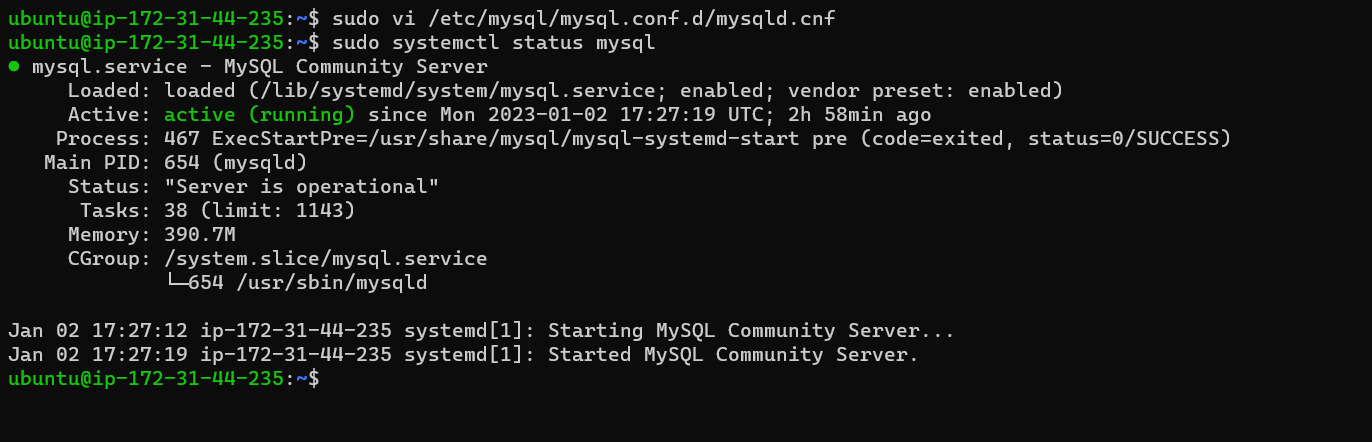 ubuntu@ip-172-31-44-235:~$ sudo vi /etc/mysql/mysql.conf.d/mysqld.cnf
ubuntu@ip-172-31-44-235:~$ sudo systemctl status mysql
● mysql.service - MySQL Community Server
     Loaded: loaded (/lib/systemd/system/mysql.service; enabled; vendor preset: enabled)
     Active: active (running) since Mon 2023-01-02 17:27:19 UTC; 2h 58min ago
    Process: 467 ExecStartPre=/usr/share/mysql/mysql-systemd-start pre (code=exited, status=0/SUCCESS)
   Main PID: 654 (mysqld)
     Status: "Server is operational"
      Tasks: 38 (limit: 1143)
     Memory: 390.7M
     CGroup: /system.slice/mysql.service
             └─654 /usr/sbin/mysqld

Jan 02 17:27:12 ip-172-31-44-235 systemd[1]: Starting MySQL Community Server...
Jan 02 17:27:19 ip-172-31-44-235 systemd[1]: Started MySQL Community Server.
ubuntu@ip-172-31-44-235:~$